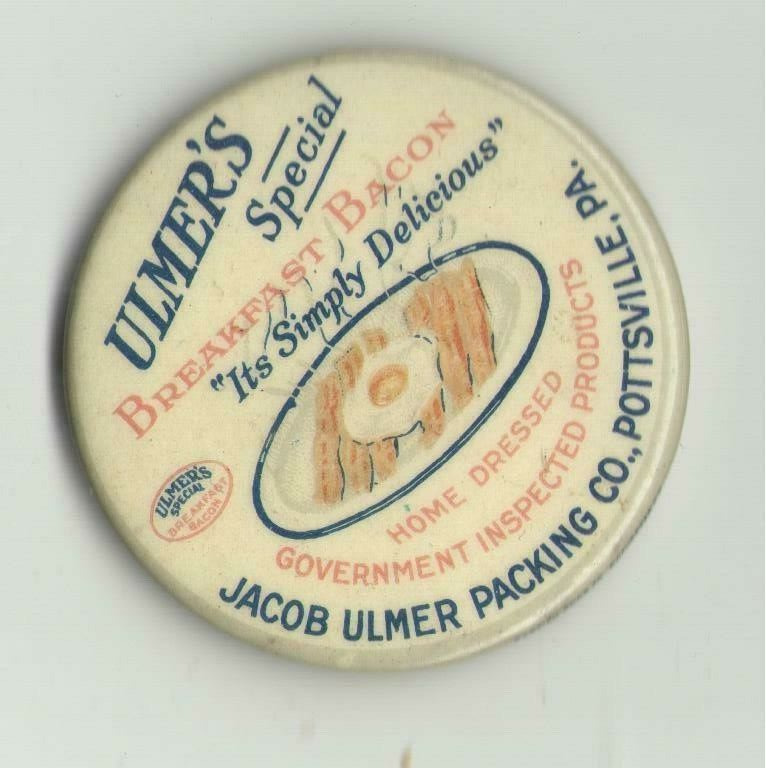 ULMER'S
Special
BREAKFAST BACON
"Its Simply Delicious"
ULMER'S
SPECIAL
BREAKFAST
BACON
HOME DRESSED
GOVERNMENT INSPECTED PRODUCTS
JACOB ULMER PACKING CO., POTTSVILLE, PA.